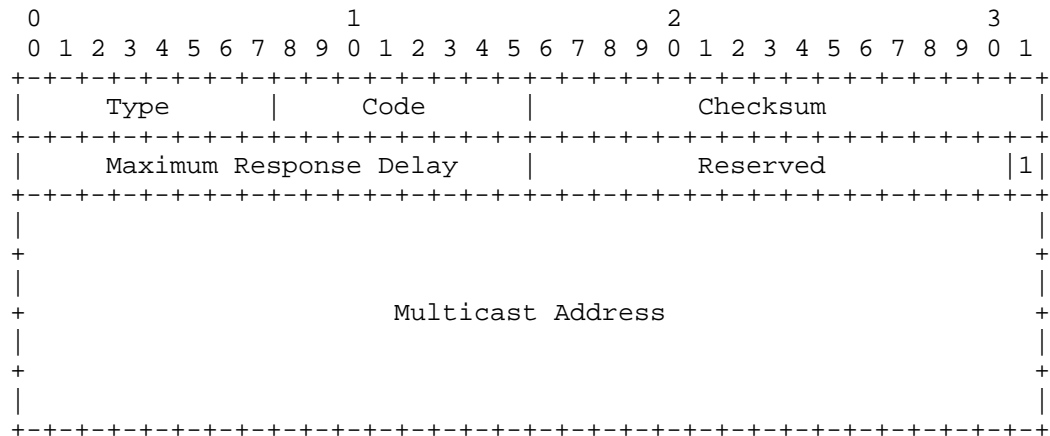 0                   1                   2                   3
 0 1 2 3 4 5 6 7 8 9 0 1 2 3 4 5 6 7 8 9 0 1 2 3 4 5 6 7 8 9 0 1
+-+-+-+-+-+-+-+-+-+-+-+-+-+-+-+-+-+-+-+-+-+-+-+-+-+-+-+-+-+-+-+-+
|     Type      |     Code      |          Checksum             |
+-+-+-+-+-+-+-+-+-+-+-+-+-+-+-+-+-+-+-+-+-+-+-+-+-+-+-+-+-+-+-+-+
|     Maximum Response Delay    |          Reserved           |1|
+-+-+-+-+-+-+-+-+-+-+-+-+-+-+-+-+-+-+-+-+-+-+-+-+-+-+-+-+-+-+-+-+
|                                                               |
+                                                               +
|                                                               |
+                       Multicast Address                       +
|                                                               |
+                                                               +
|                                                               |
+-+-+-+-+-+-+-+-+-+-+-+-+-+-+-+-+-+-+-+-+-+-+-+-+-+-+-+-+-+-+-+-+